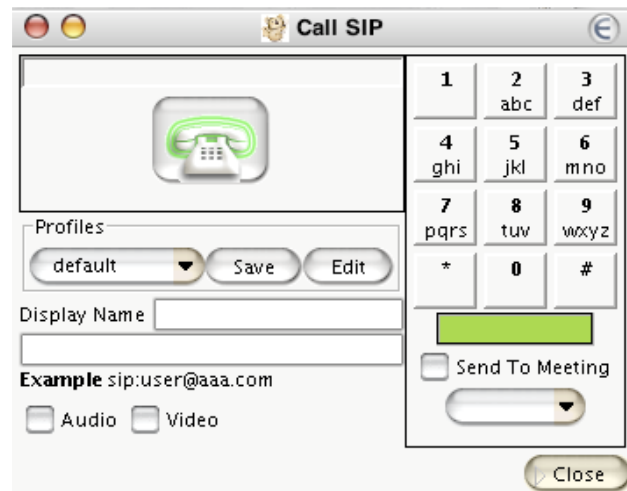 Call SIP
1
2
abc
3
def
4
ghi
5
jkl
6
mno
7
pqrs
8
tuv
9
wxyz
*
0
#
Profiles
default
Save
Edit
Display Name
Example sip:user@aaa.com
Audio
Video
Send To Meeting
Close